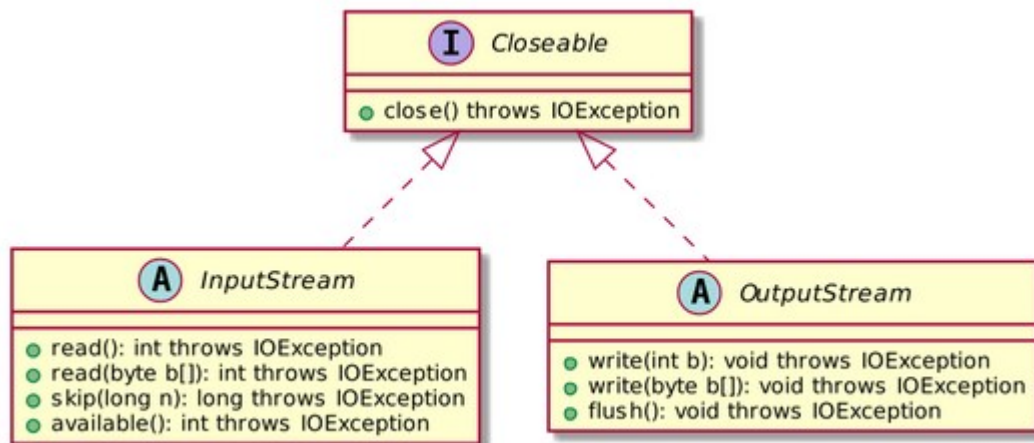 I Closeable
close() throws IOException
A InputStream
read(): int throws IOException
read(byte b[]): int throws IOException
skip(long n): long throws IOException
available(): int throws IOException
A OutputStream
write(int b): void throws IOException
write(byte b[]): void throws IOException
flush(): void throws IOException